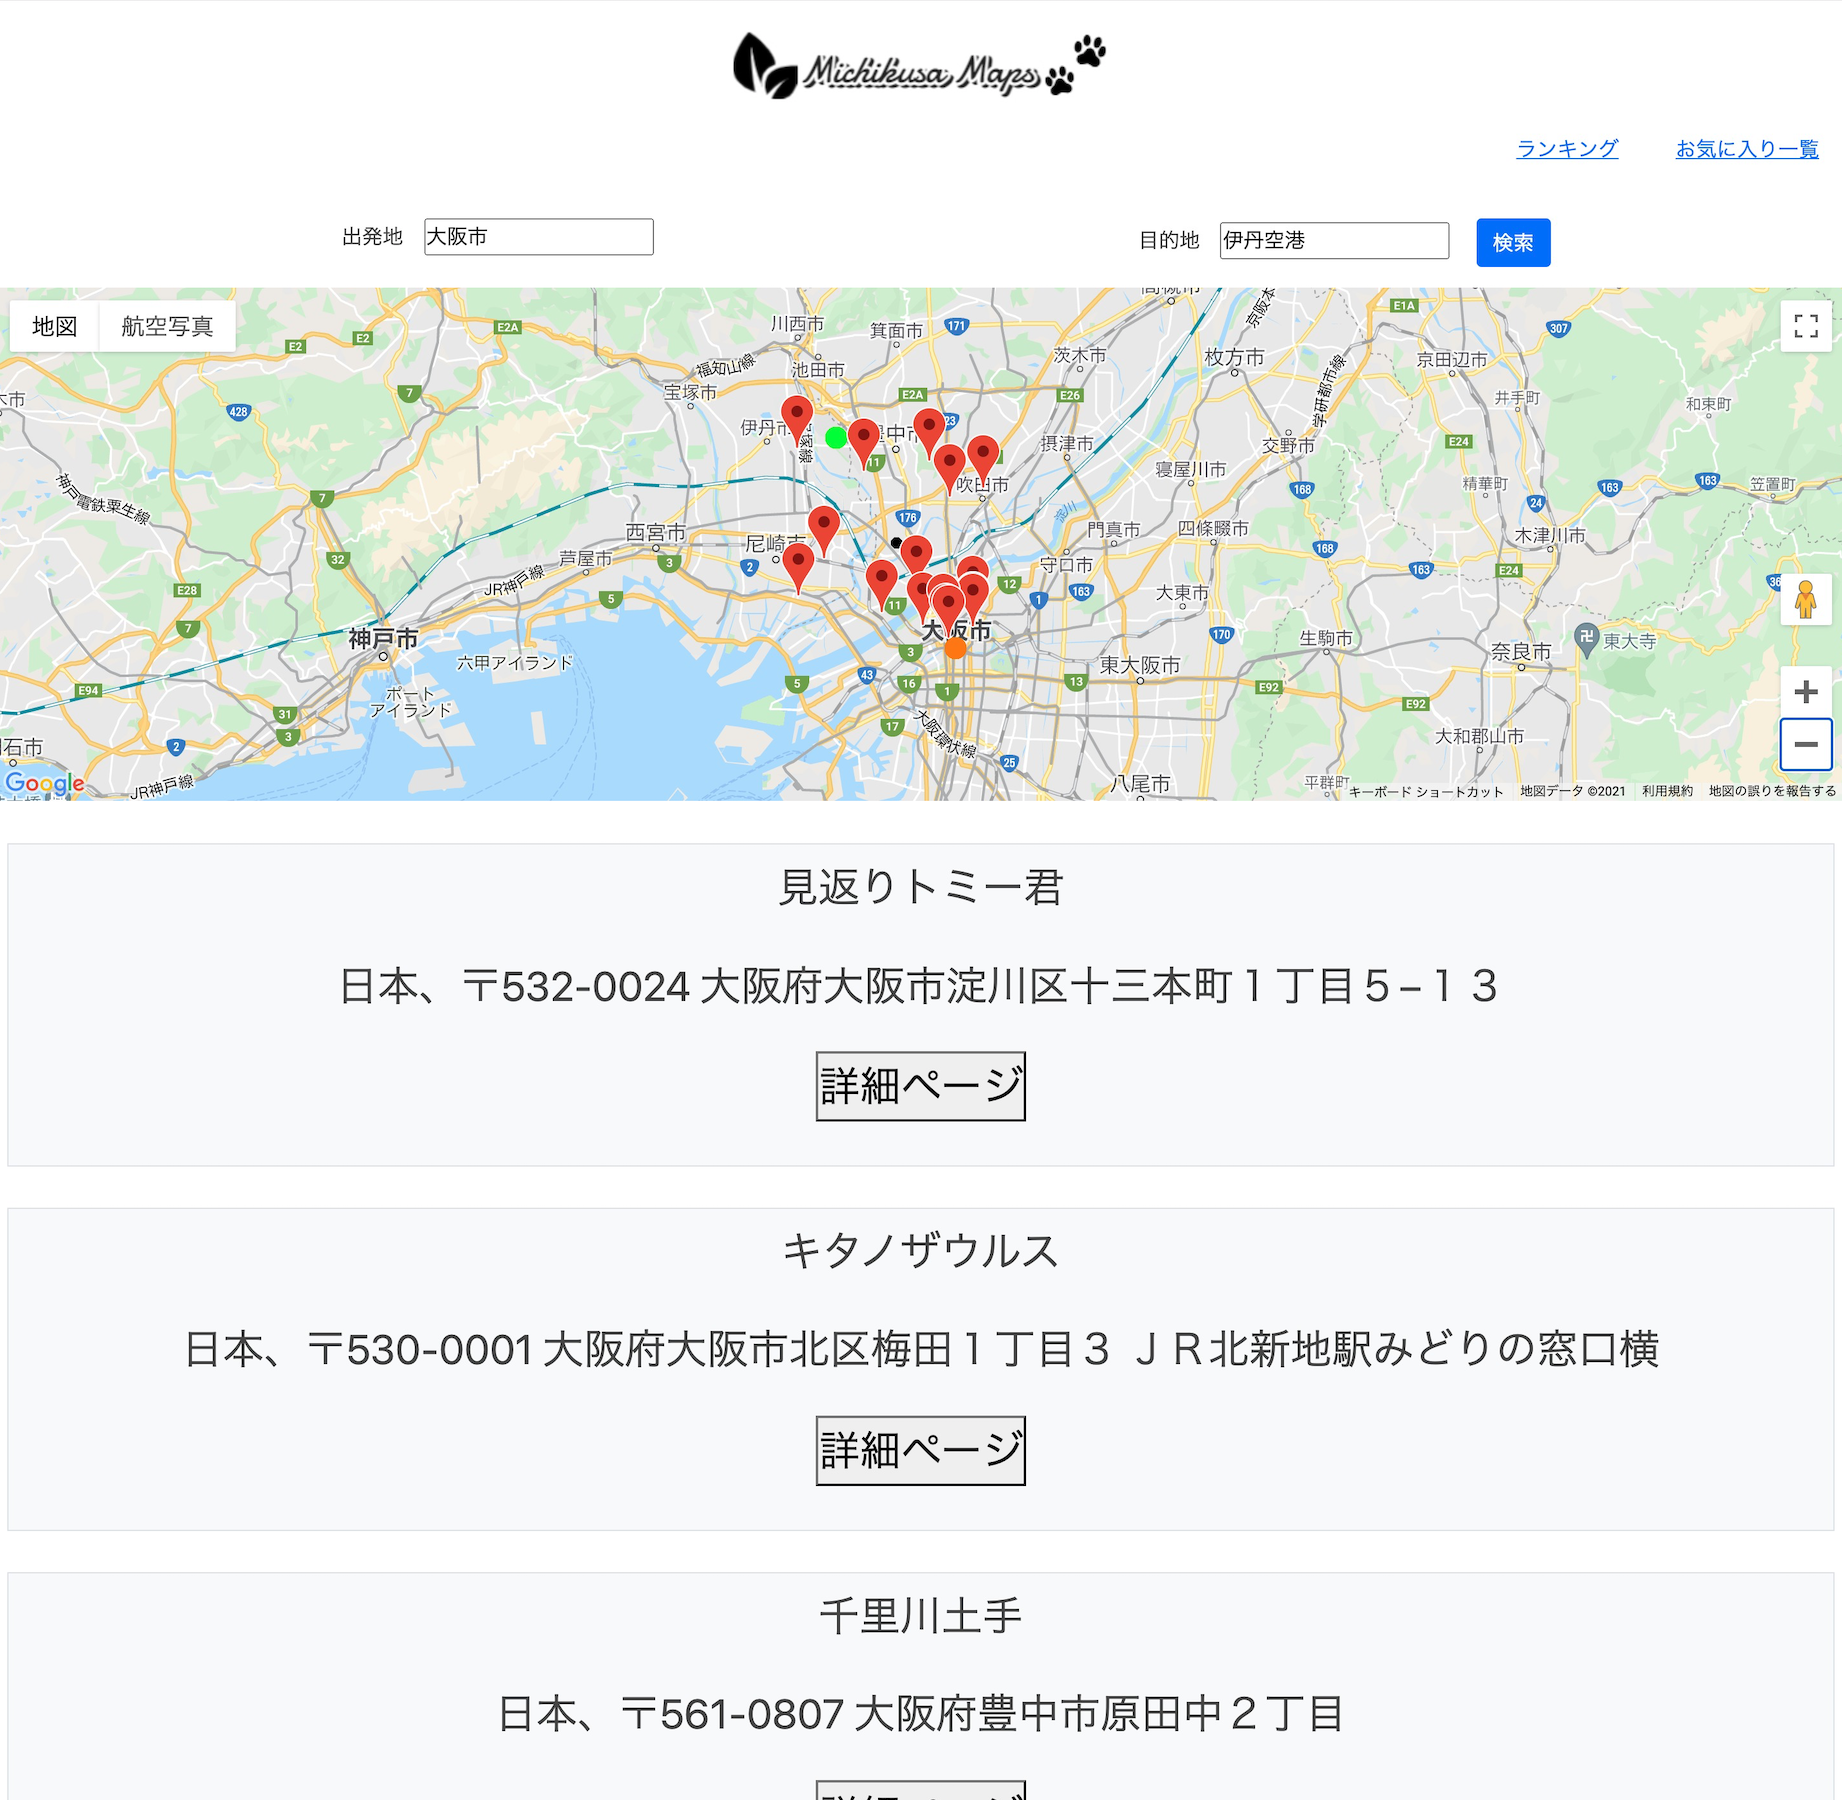 Michikusa Maps
ランキング お気に入り一覧
出発地 大阪市 目的地 伊丹空港 検索
地図 航空写真
川西市
箕面市
171
高槻市
京阪本
E1A
307
E2A
E2
E2
福知山線
池田市
茨木市
枚方市
学研都市線
京田辺市
宝塚市
7
E2A
E26
井手町
和束町
428
伊丹市
豊中市
23
摂津市
交野市
E24
11
寝屋川市
吹田市
精華町
163
163
笠置町
神戸電鉄粟生線
7
168
24
淀川
176
西宮市
尼崎市
門真市
四條畷市
木津川市
32
芦屋市
3
2
守口市
168
163
E24
36
JR神戸線
12
163
E28
5
11
1
大東市
7
神戸市
大阪市
170
生駒市
奈良市
東大寺
六甲アイランド
3
東大阪市
E94
ポート
アイランド
5
43
16
1
13
E92
E92
31
3
17
大阪環状線
大和郡山市
2
25
JR神戸線
八尾市
平群町
Google
キーボード ショートカット 地図データ ©2021 利用規約 地図の誤りを報告する
見返りトミー君
日本、〒532-0024 大阪府大阪市淀川区十三本町１丁目５−１３
詳細ページ
キタノザウルス
日本、〒530-0001 大阪府大阪市北区梅田１丁目３ ＪＲ北新地駅みどりの窓口横
詳細ページ
千里川土手
日本、〒561-0807 大阪府豊中市原田中２丁目